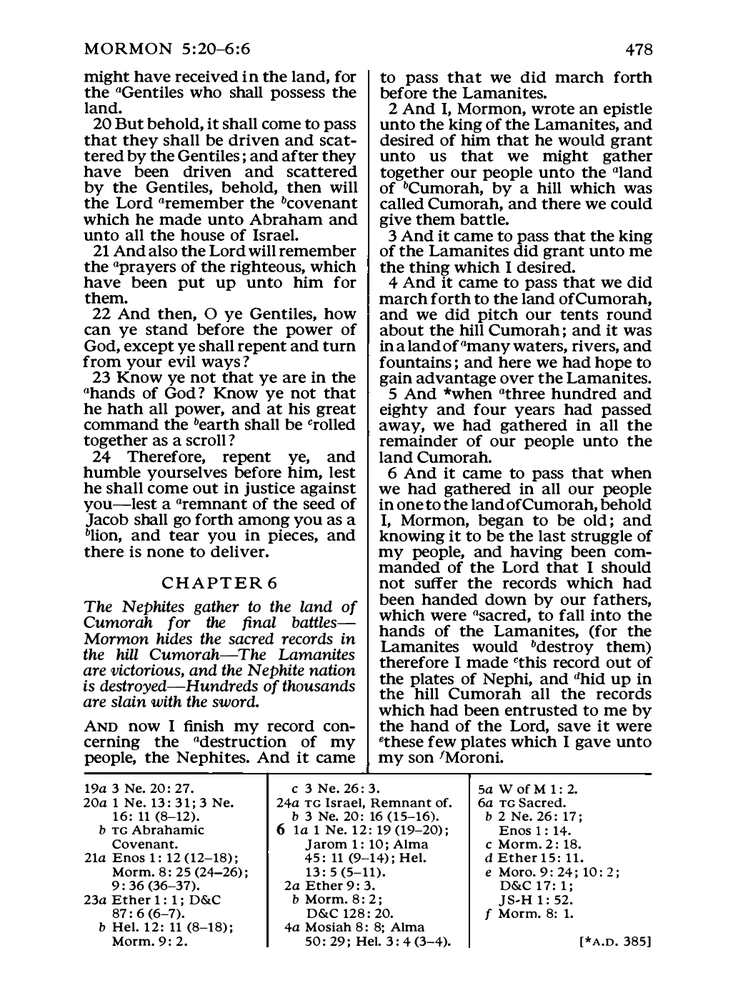 MORMON 5:20–6:6
478
might have received in the land, for
the aGentiles who shall possess the
land.
20 But behold, it shall come to pass
that they shall be driven and scat-
tered by the Gentiles; and after they
have been driven and scattered
by the Gentiles, behold, then will
the Lord aremember the bcovenant
which he made unto Abraham and
unto all the house of Israel.
21 And also the Lord will remember
the aprayers of the righteous, which
have been put up unto him for
them.
22 And then, O ye Gentiles, how
can ye stand before the power of
God, except ye shall repent and turn
from your evil ways?
23 Know ye not that ye are in the
ahands of God? Know ye not that
he hath all power, and at his great
command the bearth shall be crolled
together as a scroll?
24 Therefore, repent ye, and
humble yourselves before him, lest
he shall come out in justice against
you—lest a aremnant of the seed of
Jacob shall go forth among you as a
blion, and tear you in pieces, and
there is none to deliver.
CHAPTER 6
The Nephites gather to the land of
Cumorah for the final battles—
Mormon hides the sacred records in
the hill Cumorah—The Lamanites
are victorious, and the Nephite nation
is destroyed—Hundreds of thousands
are slain with the sword.
AND now I finish my record con-
cerning the adestruction of my
people, the Nephites. And it came
to pass that we did march forth
before the Lamanites.
2 And I, Mormon, wrote an epistle
unto the king of the Lamanites, and
desired of him that he would grant
unto us that we might gather
together our people unto the aland
of bCumorah, by a hill which was
called Cumorah, and there we could
give them battle.
3 And it came to pass that the king
of the Lamanites did grant unto me
the thing which I desired.
4 And it came to pass that we did
march forth to the land of Cumorah,
and we did pitch our tents round
about the hill Cumorah; and it was
in a land of amany waters, rivers, and
fountains; and here we had hope to
gain advantage over the Lamanites.
5 And *when athree hundred and
eighty and four years had passed
away, we had gathered in all the
remainder of our people unto the
land Cumorah.
6 And it came to pass that when
we had gathered in all our people
in one to the land of Cumorah, behold
I, Mormon, began to be old; and
knowing it to be the last struggle of
my people, and having been com-
manded of the Lord that I should
not suffer the records which had
been handed down by our fathers,
which were asacred, to fall into the
hands of the Lamanites, (for the
Lamanites would bdestroy them)
therefore I made cthis record out of
the plates of Nephi, and dhid up in
the hill Cumorah all the records
which had been entrusted to me by
the hand of the Lord, save it were
ethese few plates which I gave unto
my son fMoroni.
19a 3 Ne. 20: 27.
20a 1 Ne. 13: 31; 3 Ne.
16: 11 (8–12).
b TG Abrahamic
Covenant.
21a Enos 1: 12 (12–18);
Morm. 8: 25 (24–26);
9: 36 (36–37).
23a Ether 1: 1; D&C
87: 6 (6–7).
b Hel. 12: 11 (8–18);
Morm. 9: 2.
c 3 Ne. 26: 3.
24a TG Israel, Remnant of.
b 3 Ne. 20: 16 (15–16).
6 1a 1 Ne. 12: 19 (19–20);
Jarom 1: 10; Alma
45: 11 (9–14); Hel.
13: 5 (5–11).
2a Ether 9: 3.
b Morm. 8: 2;
D&C 128: 20.
4a Mosiah 8: 8; Alma
50: 29; Hel. 3: 4 (3–4).
5a W of M 1: 2.
6a TG Sacred.
b 2 Ne. 26: 17;
Enos 1: 14.
c Morm. 2: 18.
d Ether 15: 11.
e Moro. 9: 24; 10: 2;
D&C 17: 1;
JS-H 1: 52.
f Morm. 8: 1.
[*A.D. 385]